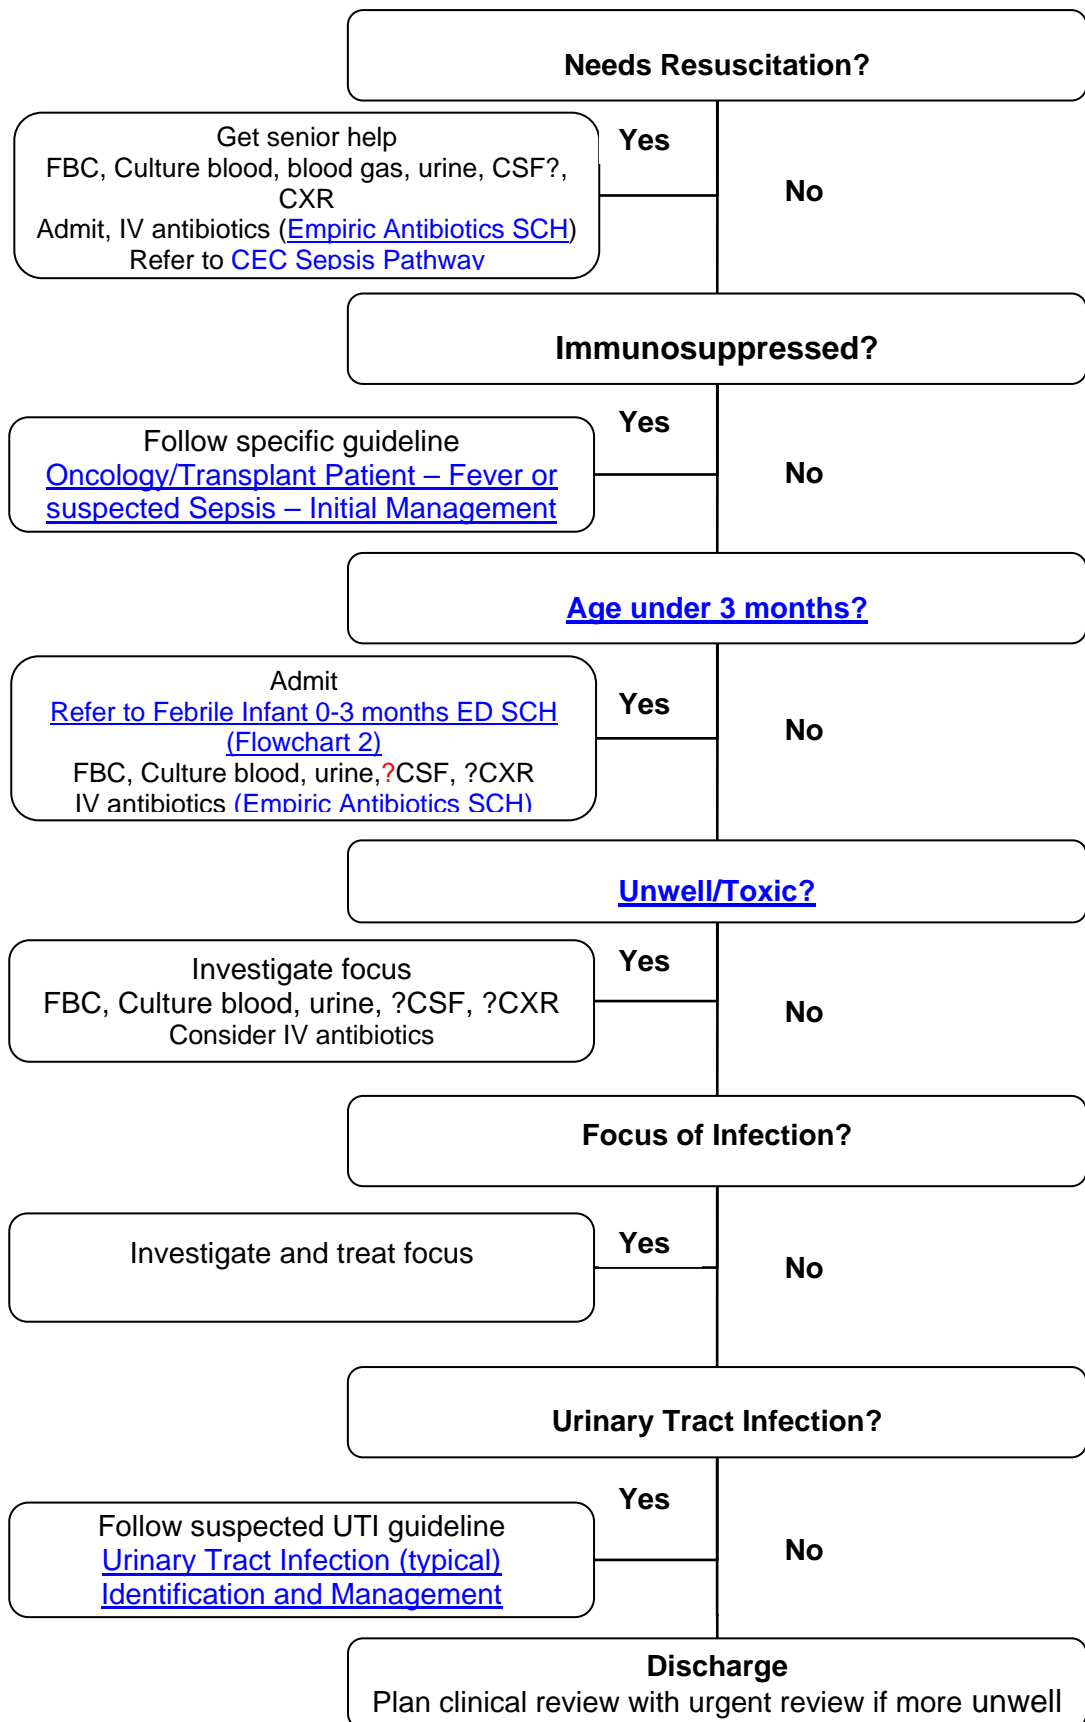 Needs Resuscitation?
Yes
No
Get senior help
FBC, Culture blood, blood gas, urine, CSF?,
CXR
Admit, IV antibiotics (Empiric Antibiotics SCH)
Refer to CEC Sepsis Pathway
Immunosuppressed?
Yes
No
Follow specific guideline
Oncology/Transplant Patient – Fever or
suspected Sepsis – Initial Management
Age under 3 months?
Yes
No
Admit
Refer to Febrile Infant 0-3 months ED SCH
(Flowchart 2)
FBC, Culture blood, urine,?CSF, ?CXR
IV antibiotics (Empiric Antibiotics SCH)
Unwell/Toxic?
Yes
No
Investigate focus
FBC, Culture blood, urine, ?CSF, ?CXR
Consider IV antibiotics
Focus of Infection?
Yes
No
Investigate and treat focus
Urinary Tract Infection?
Yes
No
Follow suspected UTI guideline
Urinary Tract Infection (typical)
Identification and Management
Discharge
Plan clinical review with urgent review if more unwell